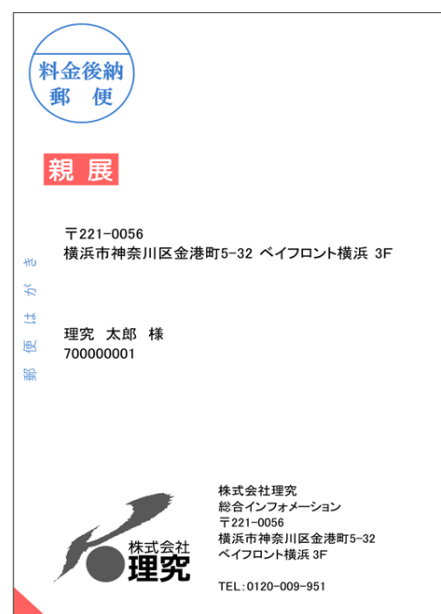 料金後納
郵 便
親 展
〒221-0056
横浜市神奈川区金港町5-32 ベイフロント横浜 3F
郵便はがき
理究 太郎 様
700000001
株式会社
理究
株式会社理究
総合インフォメーション
〒221-0056
横浜市神奈川区金港町5-32
ベイフロント横浜 3F
TEL:0120-009-951